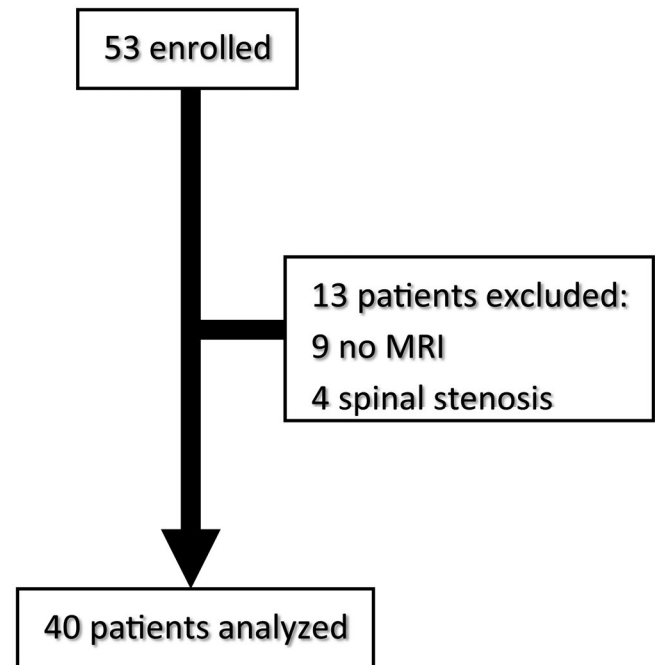 53 enrolled
13 patients excluded:
9 no MRI
4 spinal stenosis
40 patients analyzed